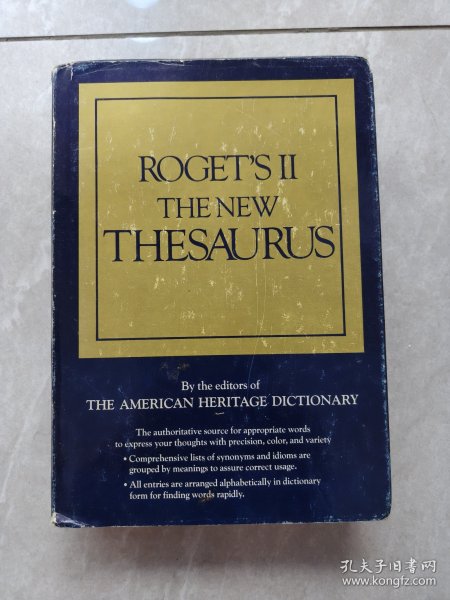 ROGET'S II
THE NEW
THESAURUS
By the editors of
THE AMERICAN HERITAGE DICTIONARY
The authoritative source for appropriate words
to express your thoughts with precision, color, and variety
• Comprehensive lists of synonyms and idioms are
grouped by meanings to assure correct usage.
• All entries are arranged alphabetically in dictionary
form for finding words rapidly.
孔夫子旧书网
www.kongfz.com